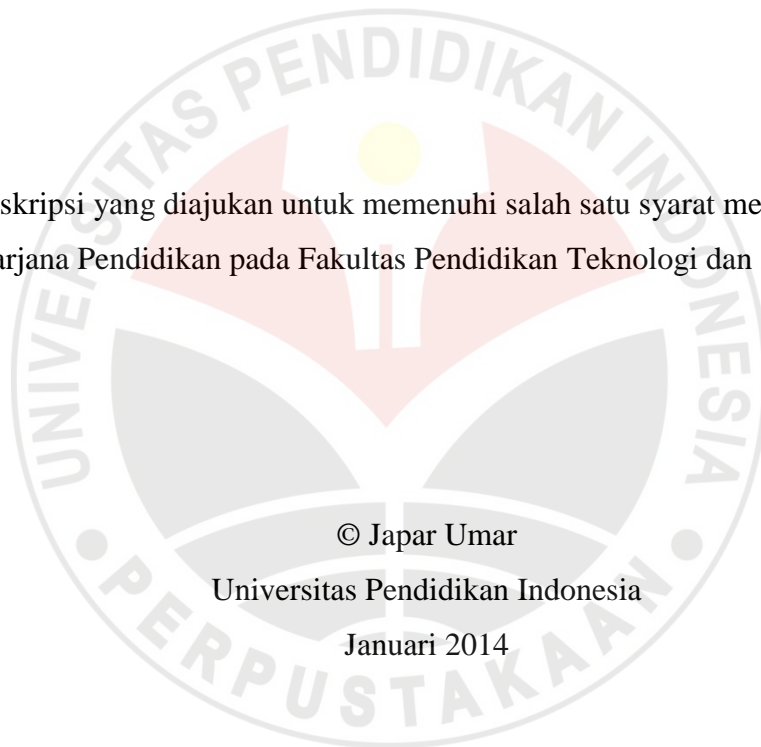 UNIVERSITAS PENDIDIKAN INDONESIA
skripsi yang diajukan untuk memenuhi salah satu syarat me
arjana Pendidikan pada Fakultas Pendidikan Teknologi dan
© Japar Umar
Universitas Pendidikan Indonesia
Januari 2014
PERPUSTAKAAN